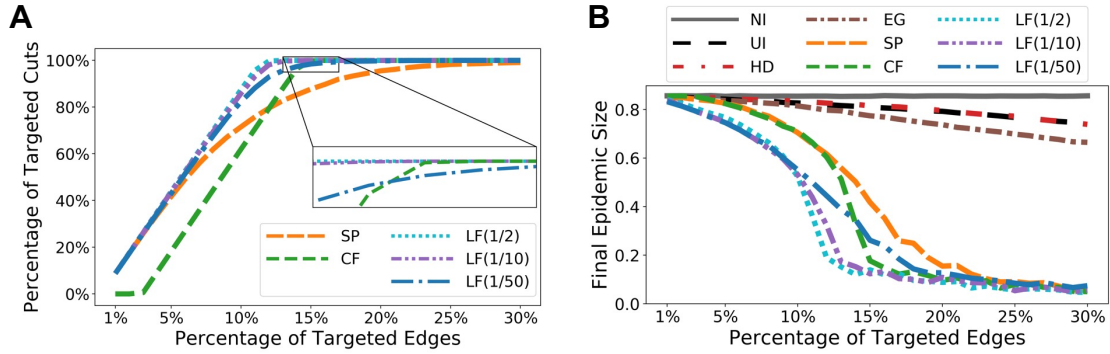 A
Percentage of Targeted Cuts
100%
80%
60%
40%
20%
0%
SP
CF
LF(1/2)
LF(1/10)
LF(1/50)
1%
5%
10%
15%
20%
25%
30%
Percentage of Targeted Edges
B
NI
UI
HD
EG
SP
CF
LF(1/2)
LF(1/10)
LF(1/50)
Final Epidemic Size
0.8
0.6
0.4
0.2
0.0
1%
5%
10%
15%
20%
25%
30%
Percentage of Targeted Edges